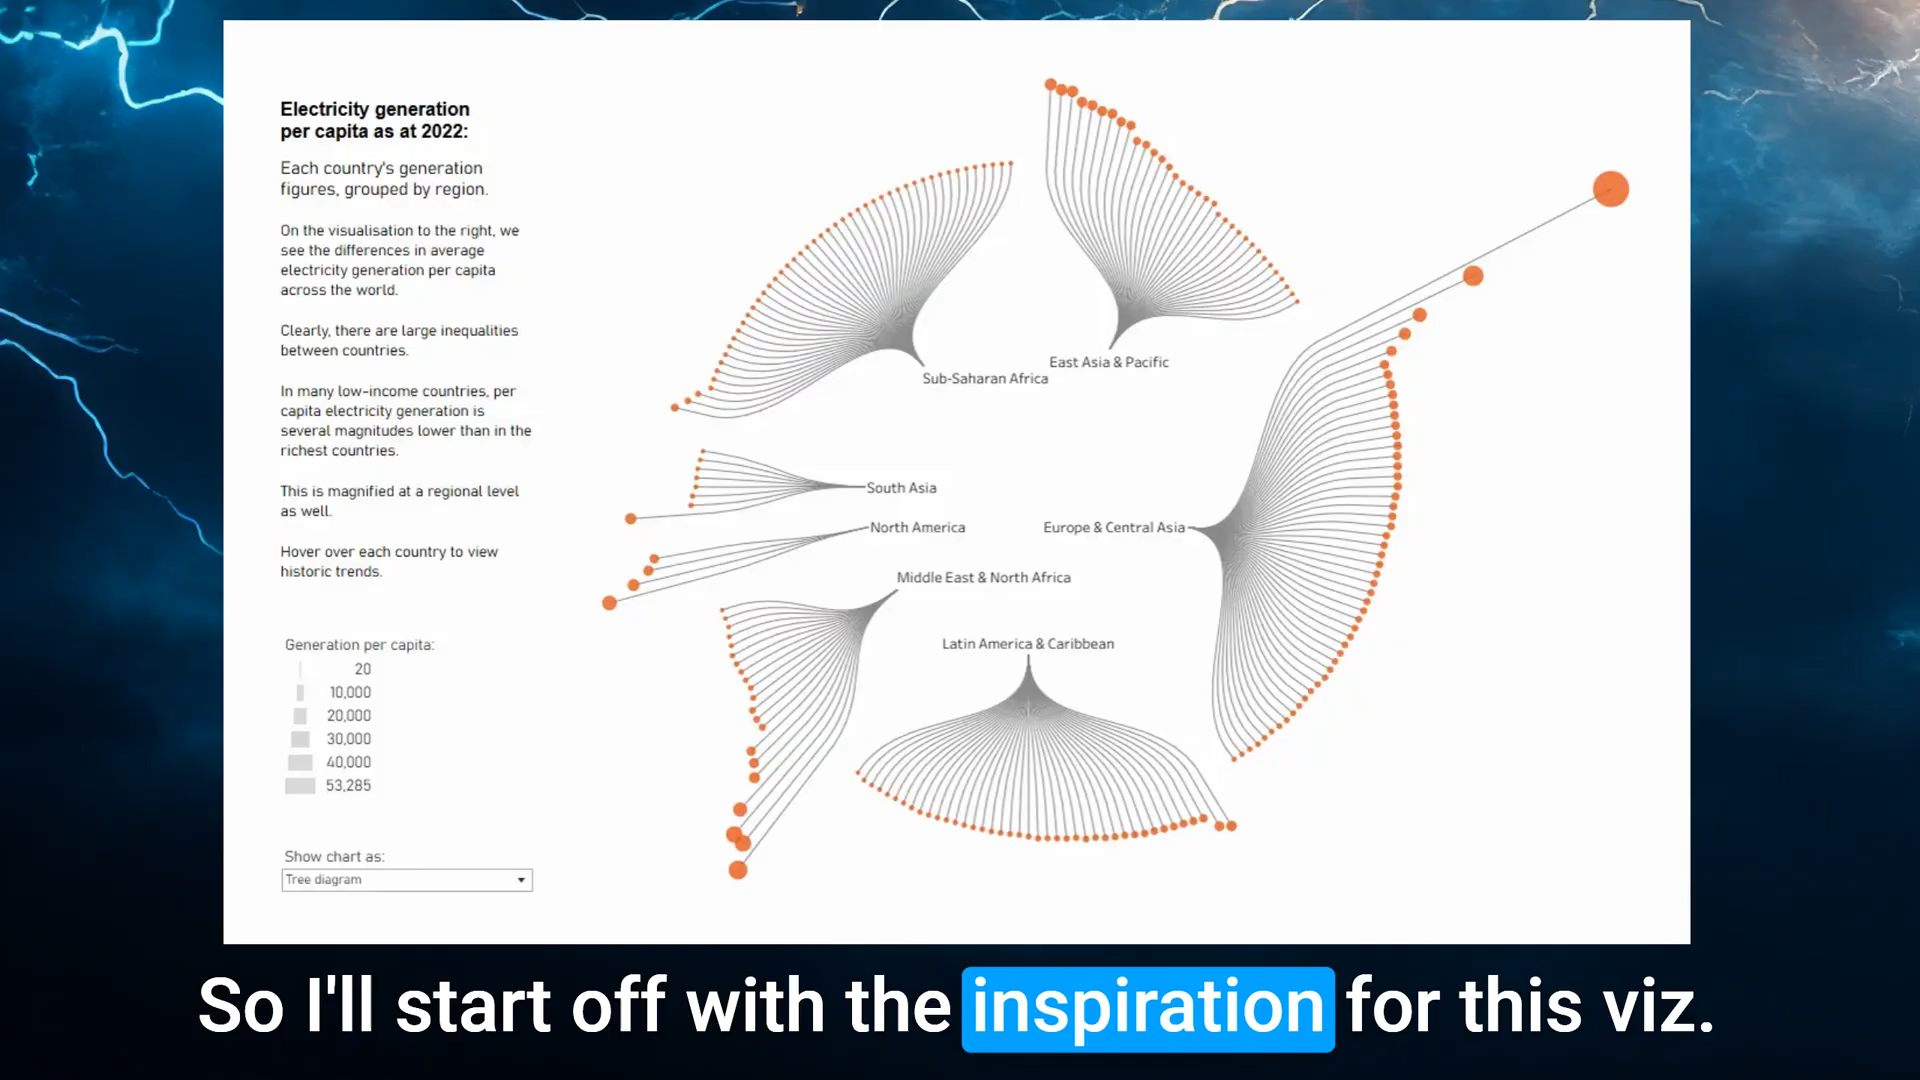 Electricity generation
per capita as at 2022:
Each country's generation
figures, grouped by region.
On the visualisation to the right, we
see the differences in average
electricity generation per capita
across the world.
Clearly, there are large inequalities
between countries.
In many low-income countries, per
capita electricity generation is
several magnitudes lower than in the
richest countries.
This is magnified at a regional level
as well.
Hover over each country to view
historic trends.
Generation per capita:
20
10,000
20,000
30,000
40,000
53,285
Show chart as:
Tree diagram
East Asia & Pacific
Sub-Saharan Africa
South Asia
North America
Europe & Central Asia
Middle East & North Africa
Latin America & Caribbean
So I'll start off with the inspiration for this viz.